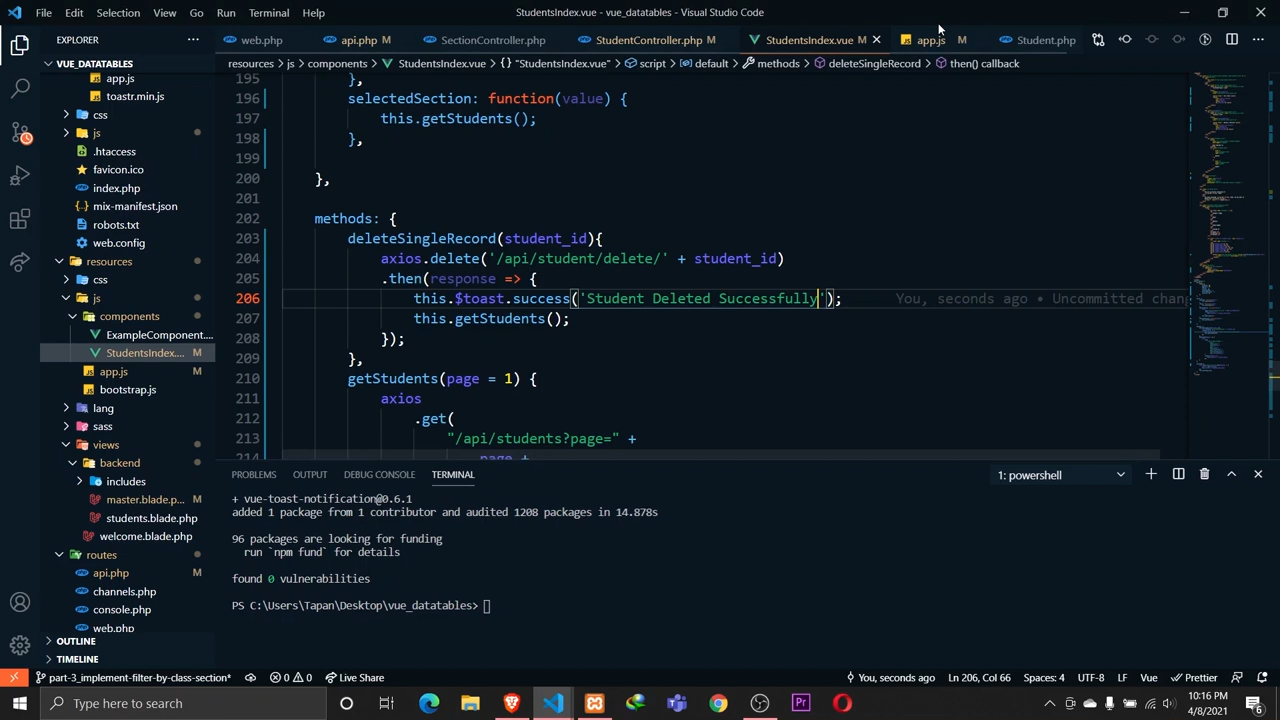 File Edit Selection View Go Run Terminal Help StudentsIndex.vue - vue_datatables - Visual Studio Code
EXPLORER
web.php api.php M SectionController.php StudentController.php M StudentsIndex.vue M app.js M Student.php
VUE_DATATABLES
resources > js > components > StudentsIndex.vue > {} "StudentsIndex.vue" > script > default > methods > deleteSingleRecord > then() callback
app.js
toastr.min.js
css
js
.htaccess
favicon.ico
index.php
mix-manifest.json
robots.txt
web.config
resources
css
js
components
ExampleComponent....
StudentsIndex.... M
app.js M
bootstrap.js
lang
sass
views
backend
includes
master.blade.p... M
students.blade.php
welcome.blade.php
routes
api.php M
channels.php
console.php
web.php
OUTLINE
TIMELINE
195 },
196 selectedSection: function(value) {
197 this.getStudents();
198 },
199
200 },
201
202 methods: {
203 deleteSingleRecord(student_id){
204 axios.delete('/api/student/delete/' + student_id)
205 .then(response => {
206 this.$toast.success('Student Deleted Successfully'); You, seconds ago • Uncommitted chan
207 this.getStudents();
208 });
209 },
210 getStudents(page = 1) {
211 axios
212 .get(
213 "/api/students?page=" +
214 page +
PROBLEMS OUTPUT DEBUG CONSOLE TERMINAL 1: powershell
+ vue-toast-notification@0.6.1
added 1 package from 1 contributor and audited 1208 packages in 14.878s
96 packages are looking for funding
run `npm fund` for details
found 0 vulnerabilities
PS C:\Users\Tapan\Desktop\vue_datatables>
part-3_implement-filter-by-class-section* 0 0 Live Share You, seconds ago Ln 206, Col 66 Spaces: 4 UTF-8 LF Vue Prettier
Type here to search
10:16 PM
4/8/2021